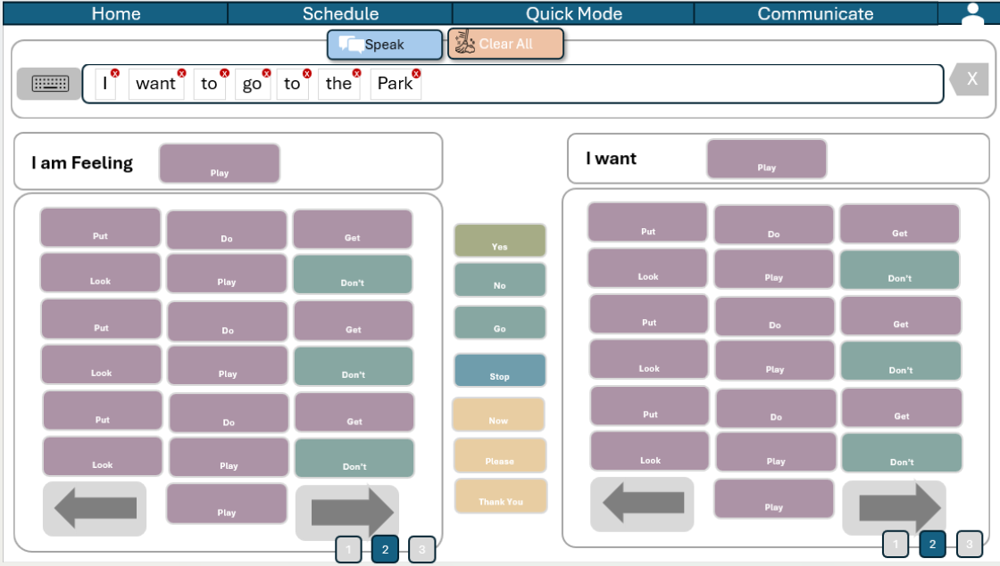 Home Schedule Quick Mode Communicate
Speak Clear All
I x want x to x go x to x the x Park x X
I am Feeling Play
Put Do Get
Look Play Don't
Put Do Get
Look Play Don't
Put Do Get
Look Play Don't
Play
1 2 3
Yes
No
Go
Stop
Now
Please
Thank You
I want Play
Put Do Get
Look Play Don't
Put Do Get
Look Play Don't
Put Do Get
Look Play Don't
Play
1 2 3